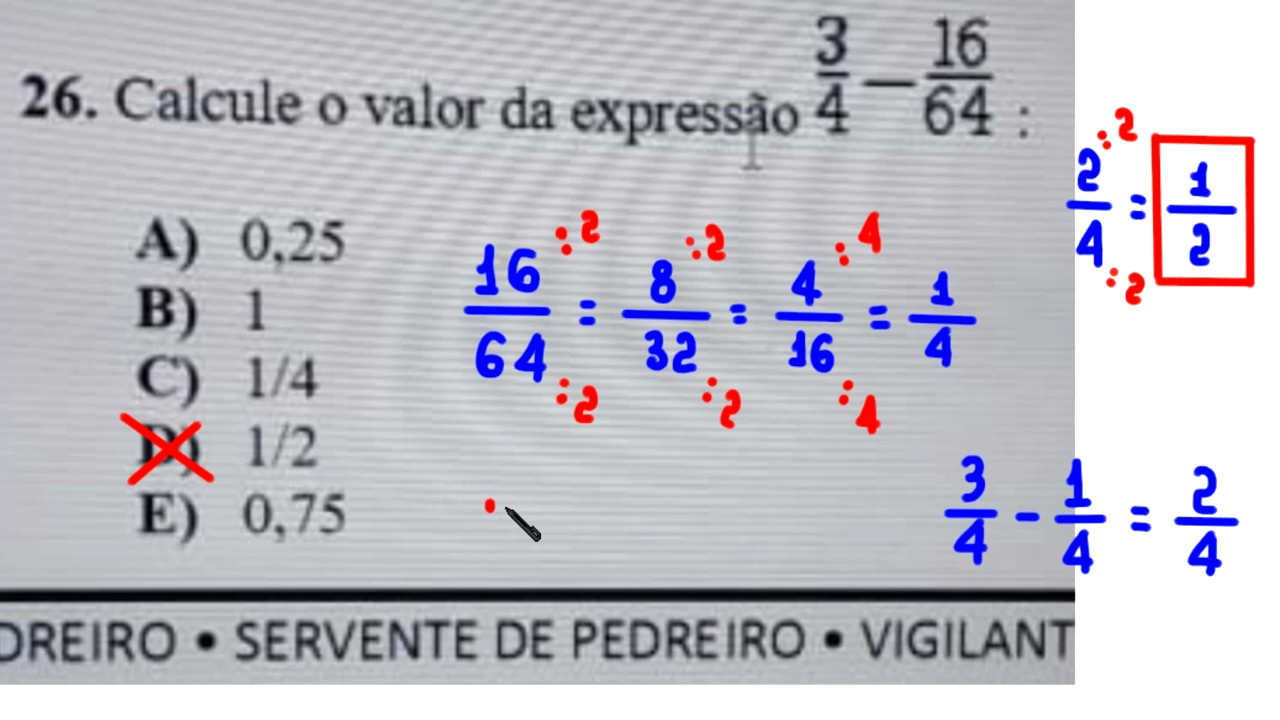 26. Calcule o valor da expressão 3/4 − 16/64 :
A) 0,25
B) 1
C) 1/4
D) 1/2
E) 0,75
16/64 = 8/32 = 4/16 = 1/4
:2 :2 :4
:2 :2 :4
2/4 = 1/2
:2
:2
3/4 - 1/4 = 2/4
DREIRO • SERVENTE DE PEDREIRO • VIGILANT